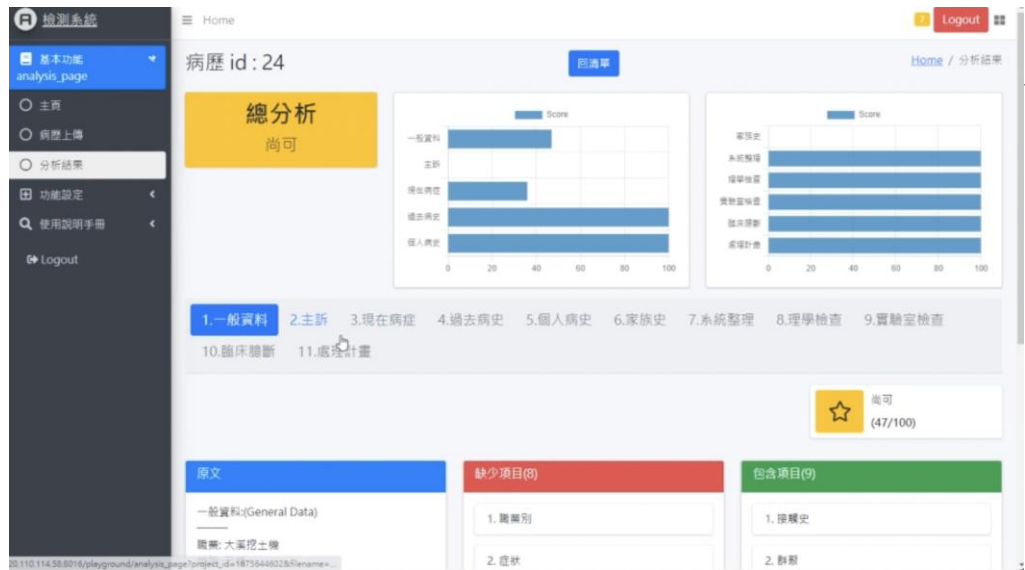 檢測系統
Home
7
Logout
基本功能
analysis_page
主頁
病歷上傳
分析結果
功能設定
使用說明手冊
Logout
病歷 id : 24
回清單
Home / 分析結果
總分析
尚可
Score
一般資料
主訴
現在病症
過去病史
個人病史
0 20 40 60 80 100
Score
家族史
系統整理
理學檢查
實驗室檢查
臨床臆斷
處理計畫
0 20 40 60 80 100
1.一般資料 2.主訴 3.現在病症 4.過去病史 5.個人病史 6.家族史 7.系統整理 8.理學檢查 9.實驗室檢查
10.臨床臆斷 11.處理計畫
尚可
(47/100)
原文
一般資料:(General Data)
職業: 大溪挖土機
缺少項目(8)
1. 職業別
2. 症狀
包含項目(9)
1. 接觸史
2. 群聚